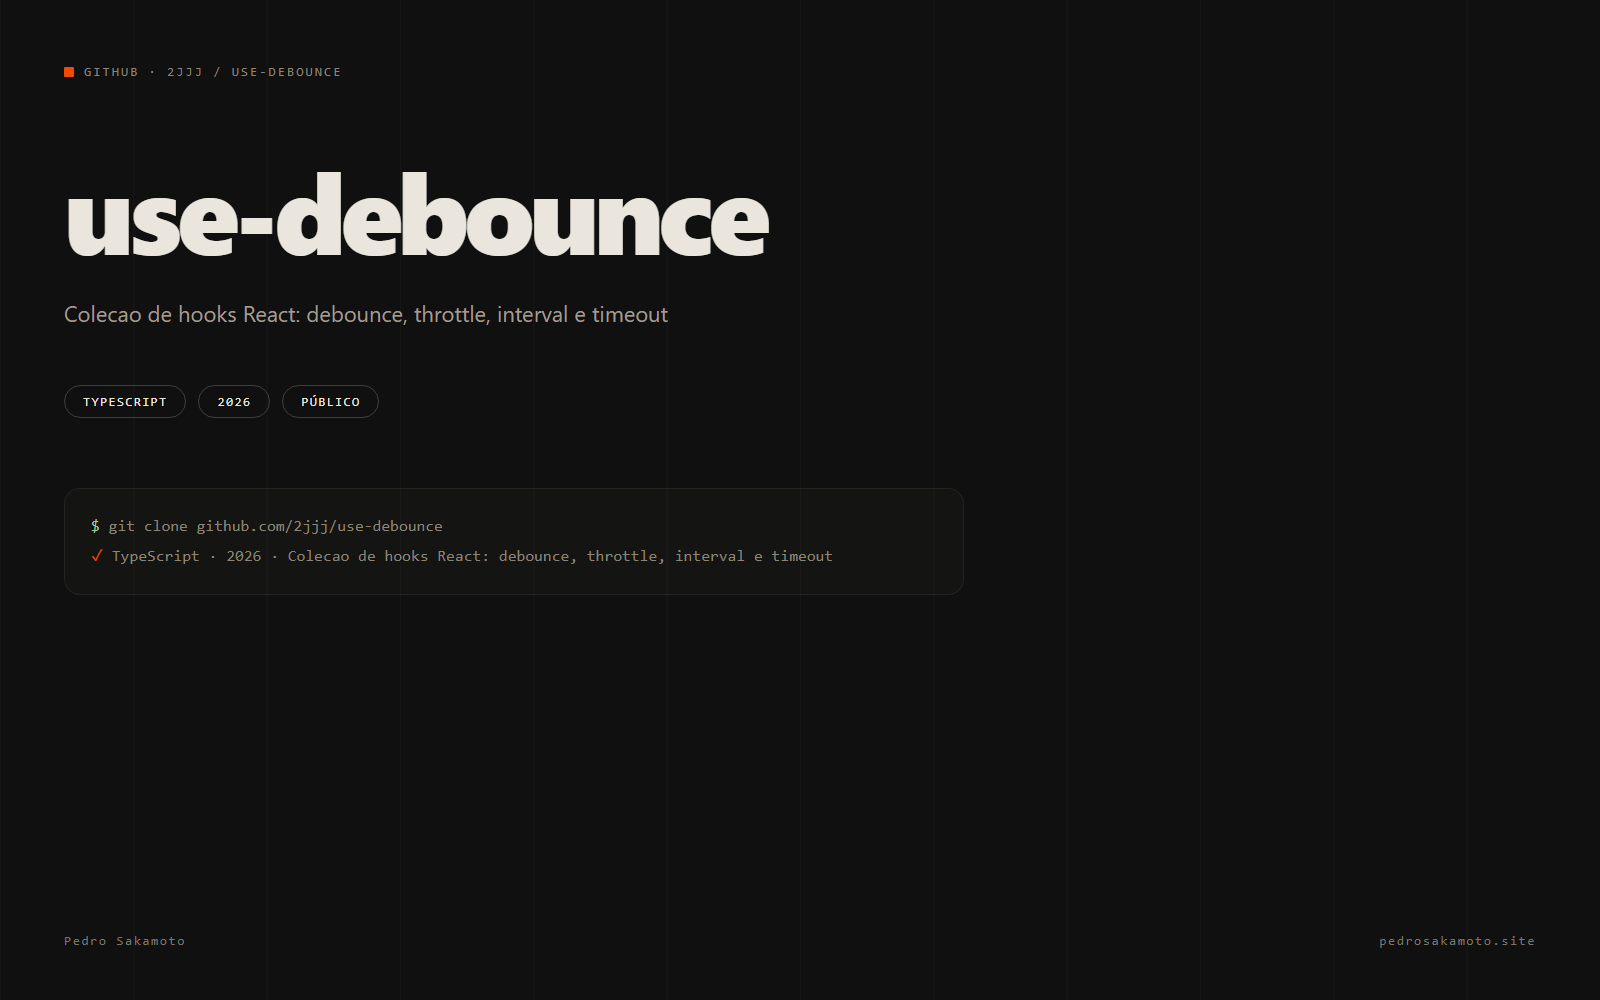 GITHUB · 2JJJ / USE-DEBOUNCE
use-debounce
Colecao de hooks React: debounce, throttle, interval e timeout
TYPESCRIPT 2026 PÚBLICO
$ git clone github.com/2jjj/use-debounce
✓ TypeScript · 2026 · Colecao de hooks React: debounce, throttle, interval e timeout
Pedro Sakamoto pedrosakamoto.site